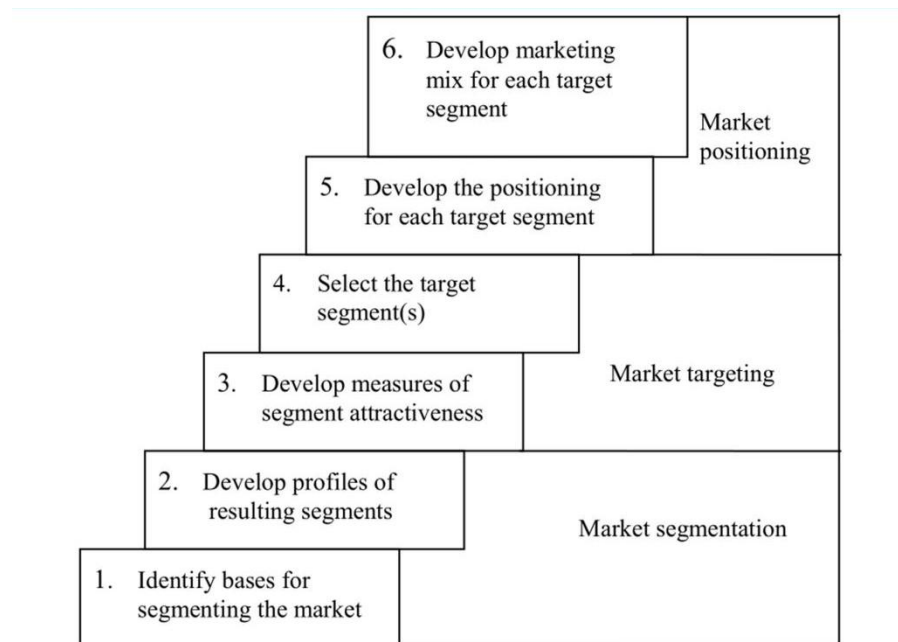 6. Develop marketing
mix for each target
segment
Market
positioning
5. Develop the positioning
for each target segment
4. Select the target
segment(s)
Market targeting
3. Develop measures of
segment attractiveness
2. Develop profiles of
resulting segments
Market segmentation
1. Identify bases for
segmenting the market